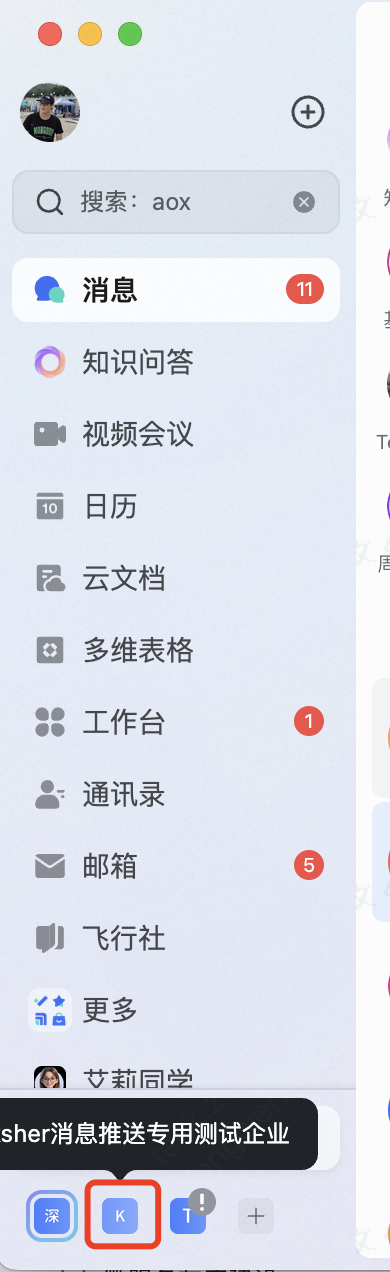 搜索：aox
消息
11
知识问答
视频会议
10
日历
云文档
多维表格
工作台
1
通讯录
邮箱
5
飞行社
更多
艾莉同学
sher消息推送专用测试企业
深
K
T
!